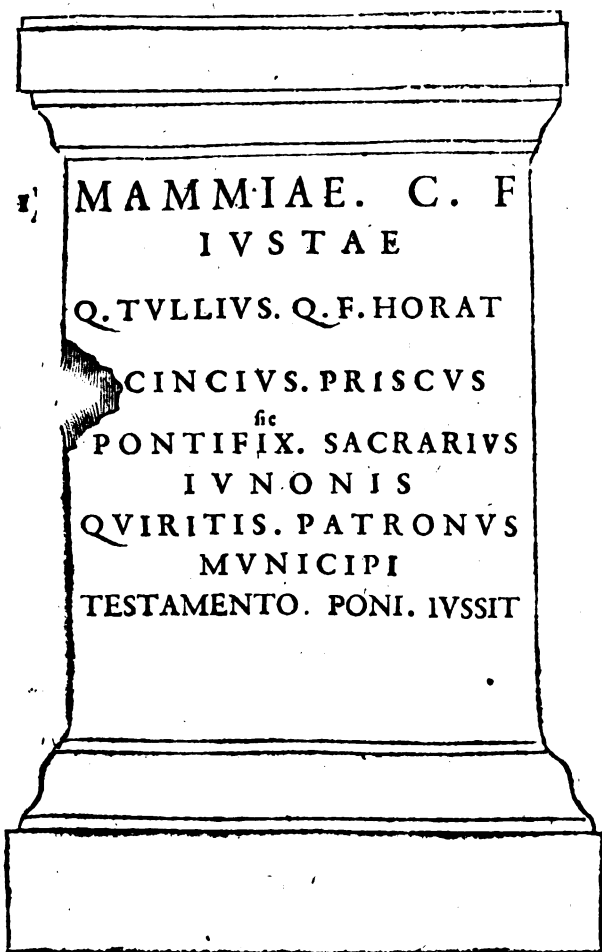 MAMMIAE. C. F
IVSTAE
Q. TVLLIVS. Q. F. HORAT
CINCIVS. PRISCVS
sic
PONTIFIX. SACRARIVS
IVNONIS
QVIRITIS. PATRONVS
MVNICIPI
TESTAMENTO. PONI. IVSSIT